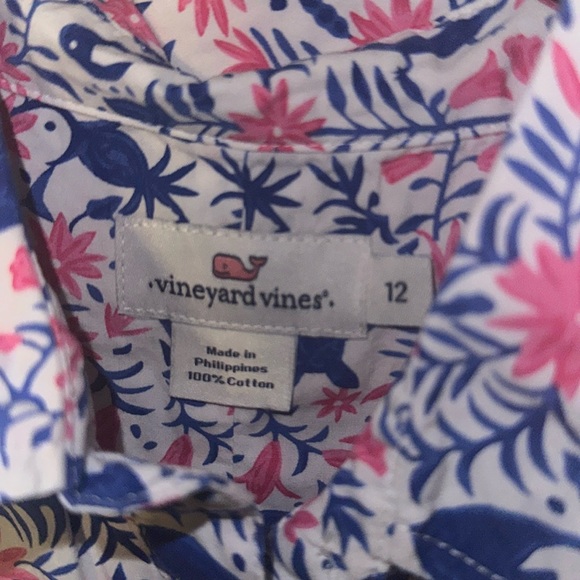 ·vineyard vines®.
12
Made in
Philippines
100% Cotton